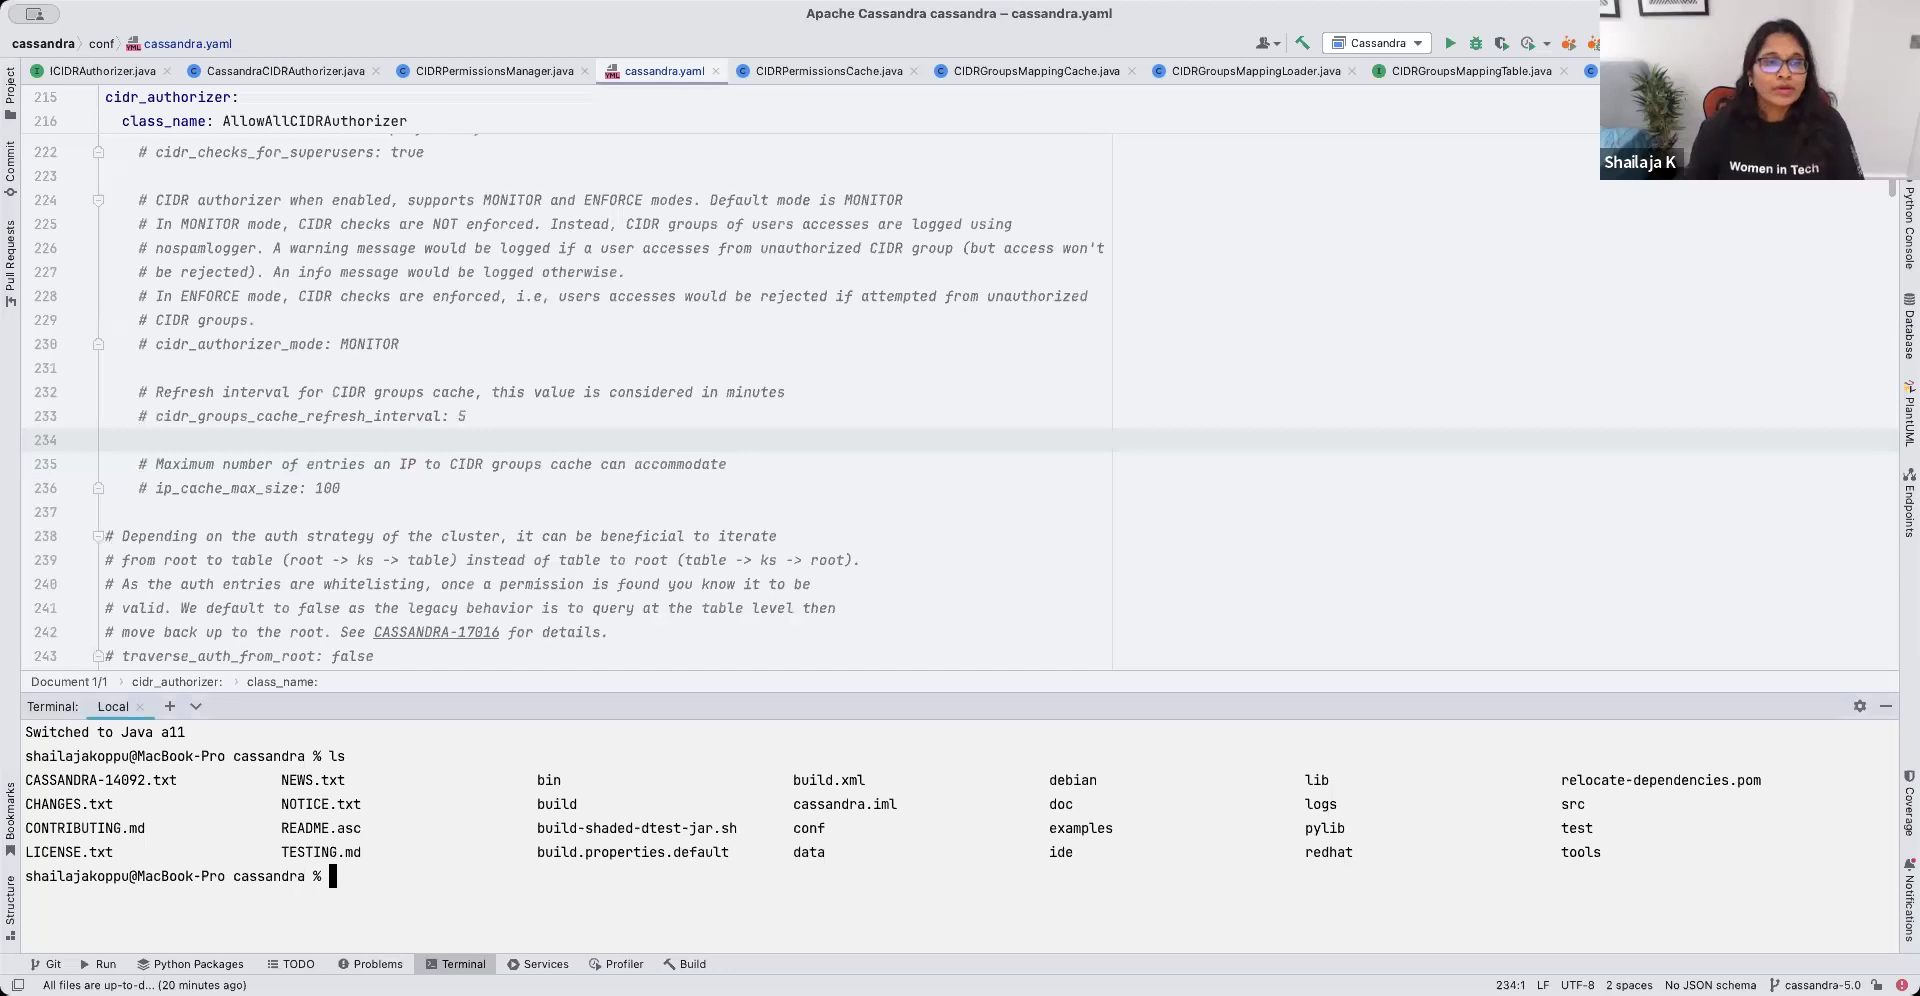 Apache Cassandra cassandra – cassandra.yaml
cassandra conf cassandra.yaml
Cassandra
ICIDRAuthorizer.java CassandraCIDRAuthorizer.java CIDRPermissionsManager.java cassandra.yaml CIDRPermissionsCache.java CIDRGroupsMappingCache.java CIDRGroupsMappingLoader.java CIDRGroupsMappingTable.java
215 cidr_authorizer:
216 class_name: AllowAllCIDRAuthorizer
222 # cidr_checks_for_superusers: true
223
224 # CIDR authorizer when enabled, supports MONITOR and ENFORCE modes. Default mode is MONITOR
225 # In MONITOR mode, CIDR checks are NOT enforced. Instead, CIDR groups of users accesses are logged using
226 # nospamlogger. A warning message would be logged if a user accesses from unauthorized CIDR group (but access won't
227 # be rejected). An info message would be logged otherwise.
228 # In ENFORCE mode, CIDR checks are enforced, i.e, users accesses would be rejected if attempted from unauthorized
229 # CIDR groups.
230 # cidr_authorizer_mode: MONITOR
231
232 # Refresh interval for CIDR groups cache, this value is considered in minutes
233 # cidr_groups_cache_refresh_interval: 5
234
235 # Maximum number of entries an IP to CIDR groups cache can accommodate
236 # ip_cache_max_size: 100
237
238 # Depending on the auth strategy of the cluster, it can be beneficial to iterate
239 # from root to table (root -> ks -> table) instead of table to root (table -> ks -> root).
240 # As the auth entries are whitelisting, once a permission is found you know it to be
241 # valid. We default to false as the legacy behavior is to query at the table level then
242 # move back up to the root. See CASSANDRA-17016 for details.
243 # traverse_auth_from_root: false
Document 1/1 cidr_authorizer: class_name:
Terminal: Local
Switched to Java a11
shailajakoppu@MacBook-Pro cassandra % ls
CASSANDRA-14092.txt NEWS.txt bin build.xml debian lib relocate-dependencies.pom
CHANGES.txt NOTICE.txt build cassandra.iml doc logs src
CONTRIBUTING.md README.asc build-shaded-dtest-jar.sh conf examples pylib test
LICENSE.txt TESTING.md build.properties.default data ide redhat tools
shailajakoppu@MacBook-Pro cassandra %
Git Run Python Packages TODO Problems Terminal Services Profiler Build
All files are up-to-d... (20 minutes ago)
234:1 LF UTF-8 2 spaces No JSON schema cassandra-5.0
Project
Commit
Pull Requests
Bookmarks
Structure
Python Console
Database
PlantUML
Endpoints
Coverage
Notifications
Shailaja K
Women in Tech